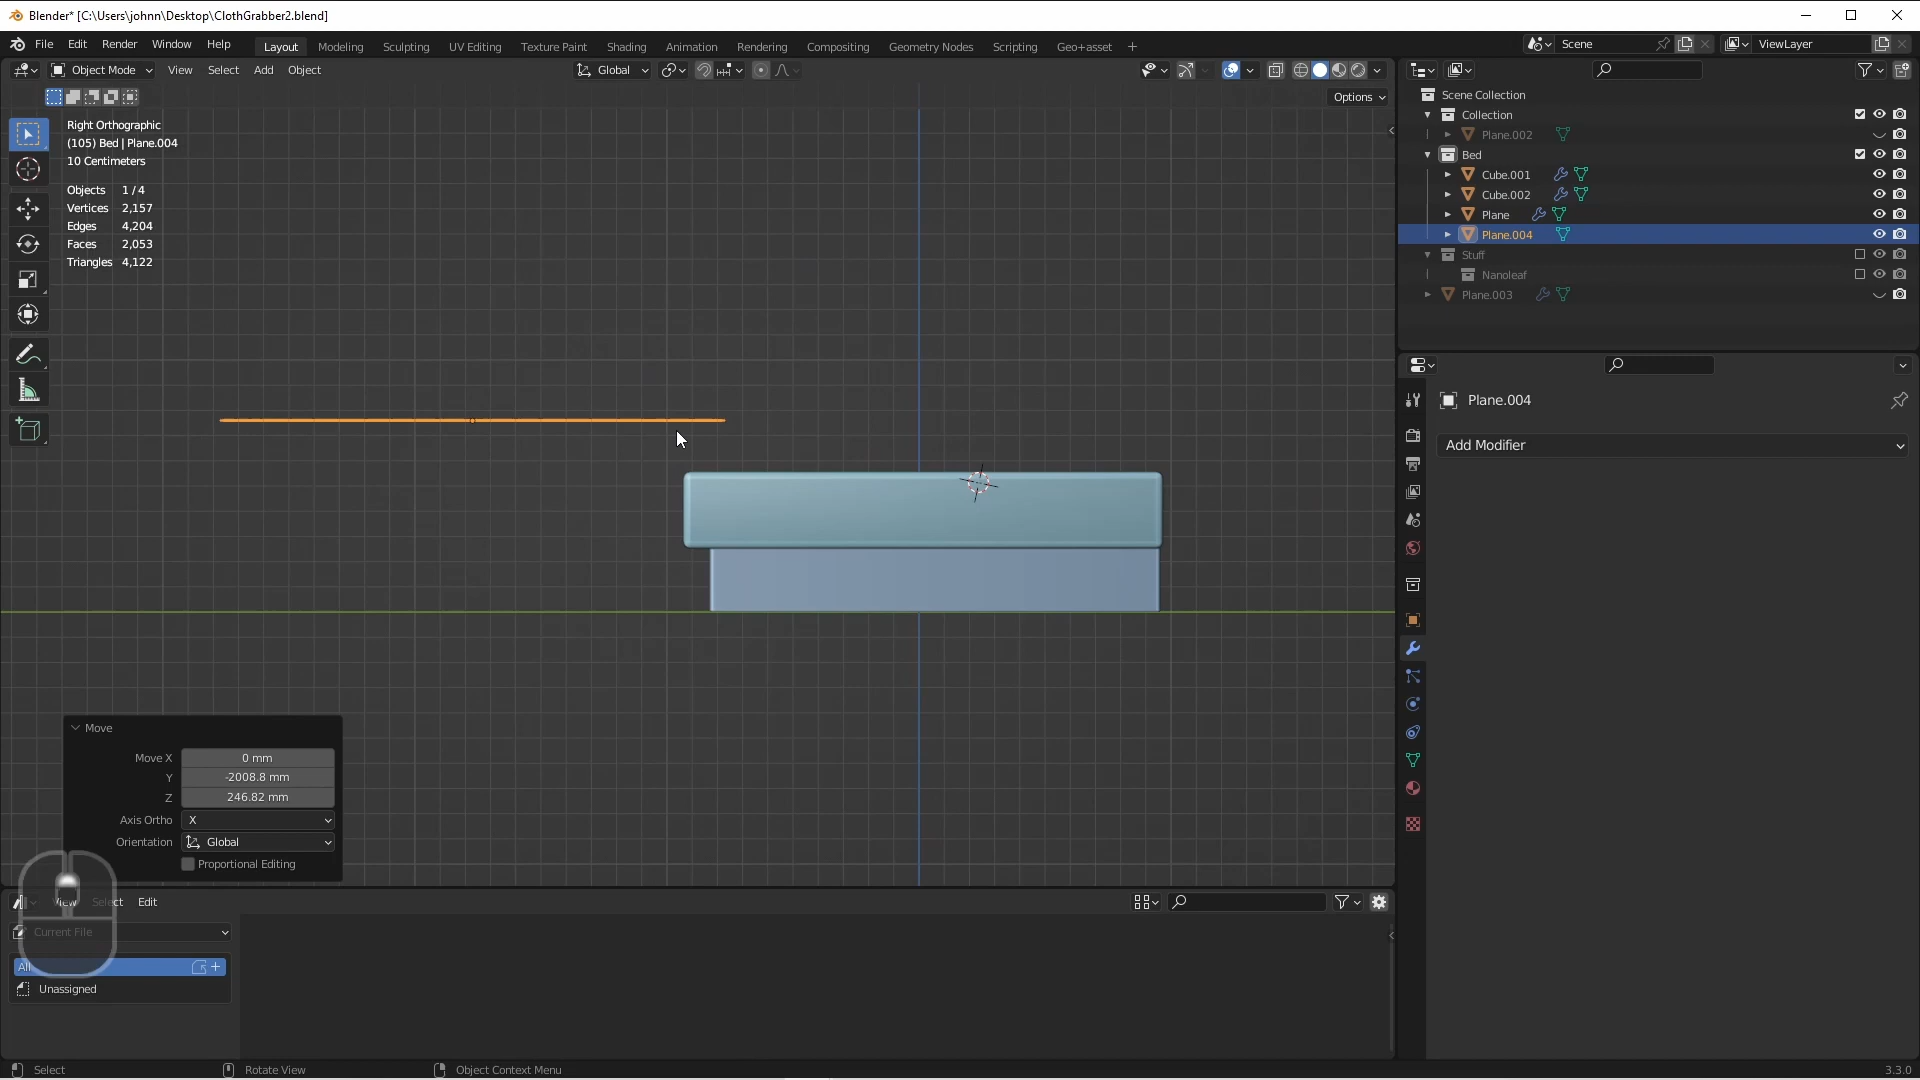 Blender* [C:\Users\johnn\Desktop\ClothGrabber2.blend]
File Edit Render Window Help Layout Modeling Sculpting UV Editing Texture Paint Shading Animation Rendering Compositing Geometry Nodes Scripting Geo+asset + Scene ViewLayer
Object Mode View Select Add Object Global
Options
Right Orthographic
(105) Bed | Plane.004
10 Centimeters
Objects 1 / 4
Vertices 2,157
Edges 4,204
Faces 2,053
Triangles 4,122
Scene Collection
Collection
Plane.002
Bed
Cube.001
Cube.002
Plane
Plane.004
Stuff
Nanoleaf
Plane.003
Plane.004
Add Modifier
Move
Move X 0 mm
Y -2008.8 mm
Z 246.82 mm
Axis Ortho X
Orientation Global
Proportional Editing
View Select Edit
Current File
All
Unassigned
Select Rotate View Object Context Menu 3.3.0